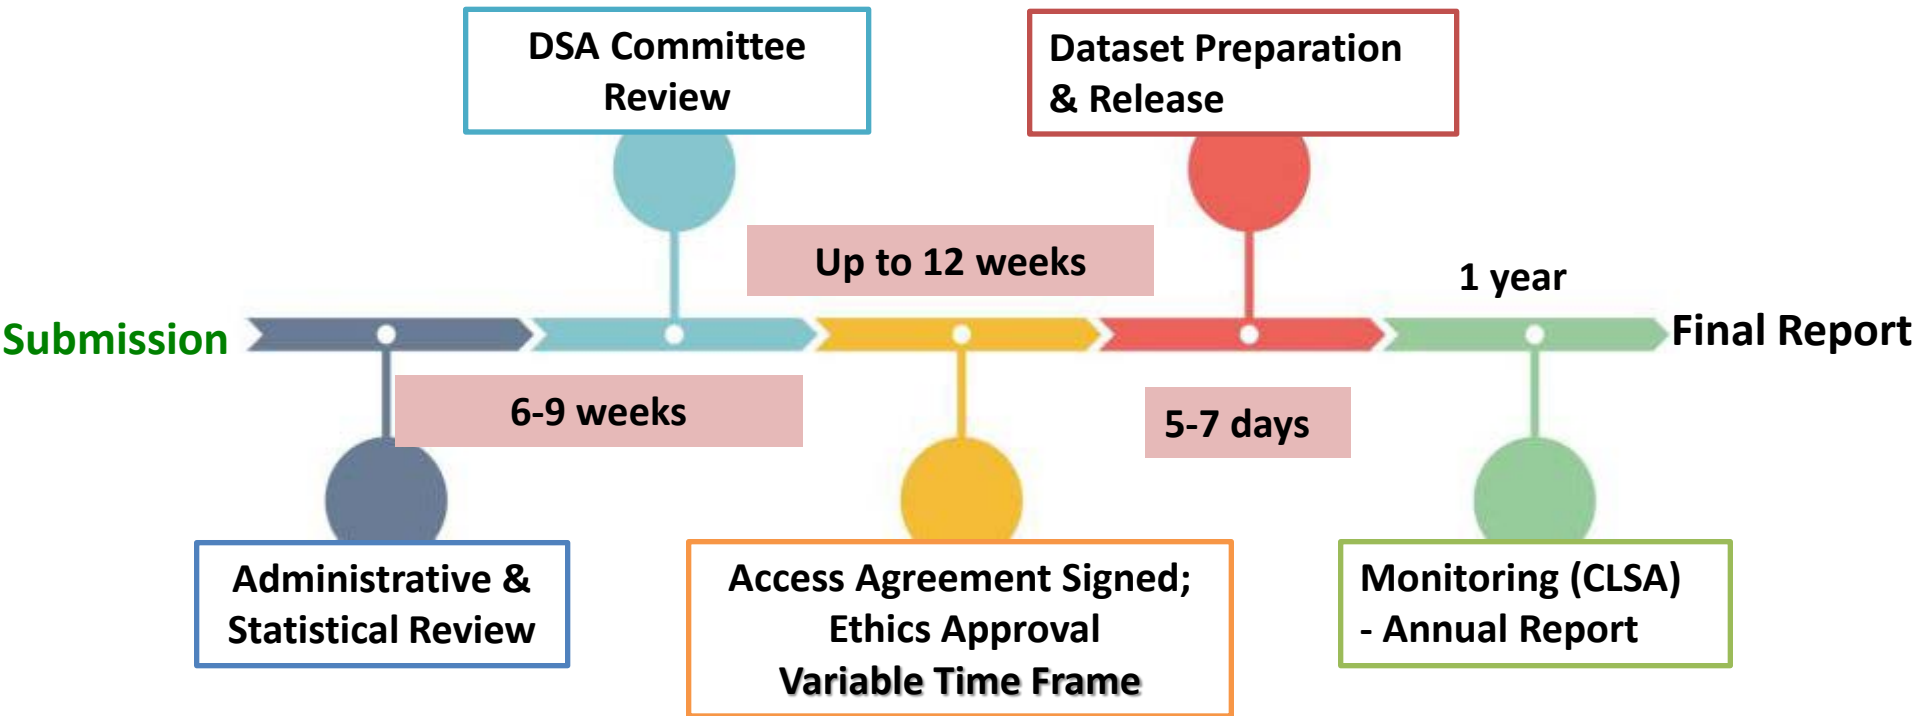 DSA Committee
Review
Dataset Preparation
& Release
Up to 12 weeks
1 year
Submission
Final Report
6-9 weeks
5-7 days
Administrative &
Statistical Review
Access Agreement Signed;
Ethics Approval
Variable Time Frame
Monitoring (CLSA)
- Annual Report